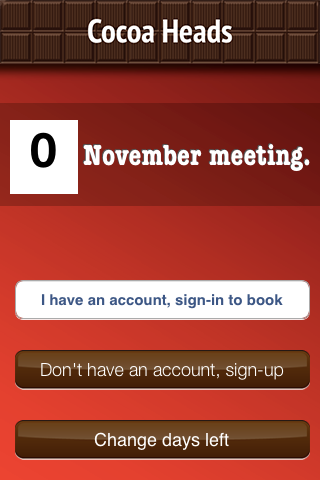 Cocoa Heads
0
November meeting.
I have an account, sign-in to book
Don't have an account, sign-up
Change days left